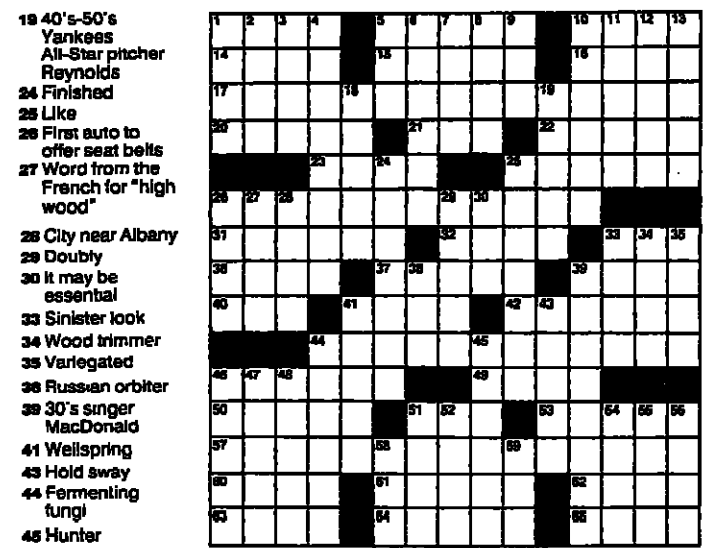 19 40's-50's
Yankees
All-Star pitcher
Reynolds
24 Finished
25 Like
26 First auto to
offer seat belts
27 Word from the
French for "high
wood"
28 City near Albany
29 Doubly
30 It may be
essential
33 Sinister look
34 Wood trimmer
35 Variegated
38 Russian orbiter
39 30's singer
MacDonald
41 Wellspring
43 Hold sway
44 Fermenting
fungi
45 Hunter
1 2 3 4 5 6 7 8 9 10 11 12 13
14 15 16
17 18 19
20 21 22
23 24 25
26 27 28 29 30
31 32 33 34 35
36 37 38 39
40 41 42 43
44 45
46 47 48 49
50 51 52 53 54 55 56
57 58 59
60 61 62
63 64 65